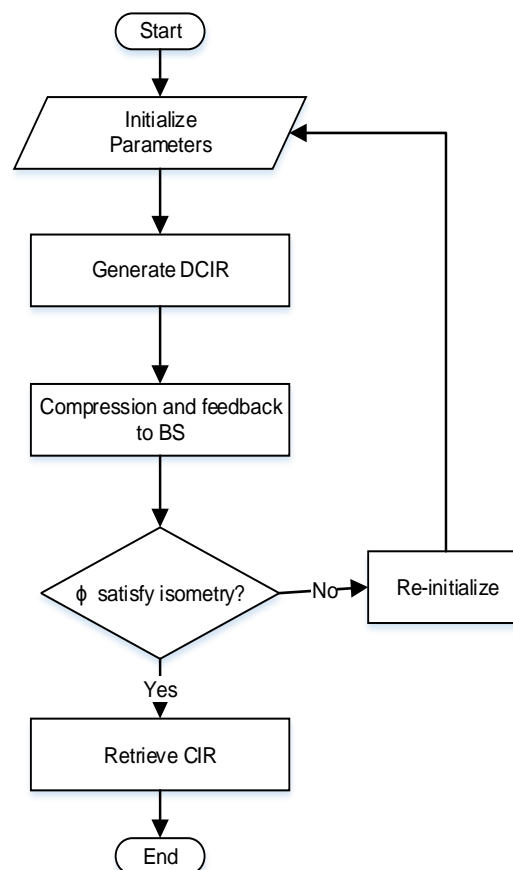 Start
Initialize
Parameters
Generate DCIR
Compression and feedback
to BS
ϕ satisfy isometry?
No
Re-initialize
Yes
Retrieve CIR
End